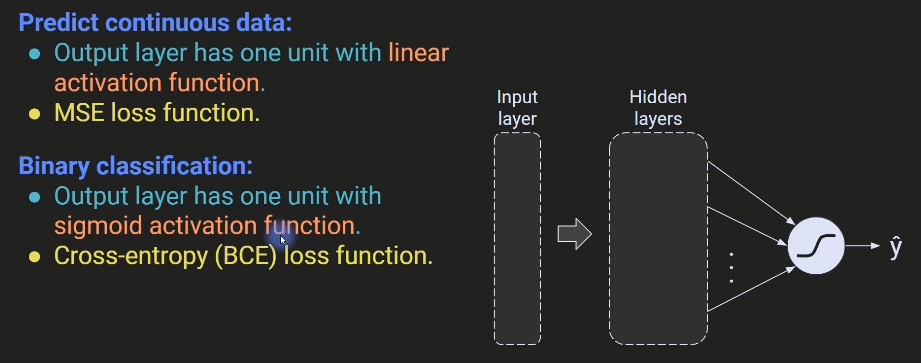 Predict continuous data:
● Output layer has one unit with linear
activation function.
● MSE loss function.
Binary classification:
● Output layer has one unit with
sigmoid activation function.
● Cross-entropy (BCE) loss function.
Input
layer
Hidden
layers
ŷ